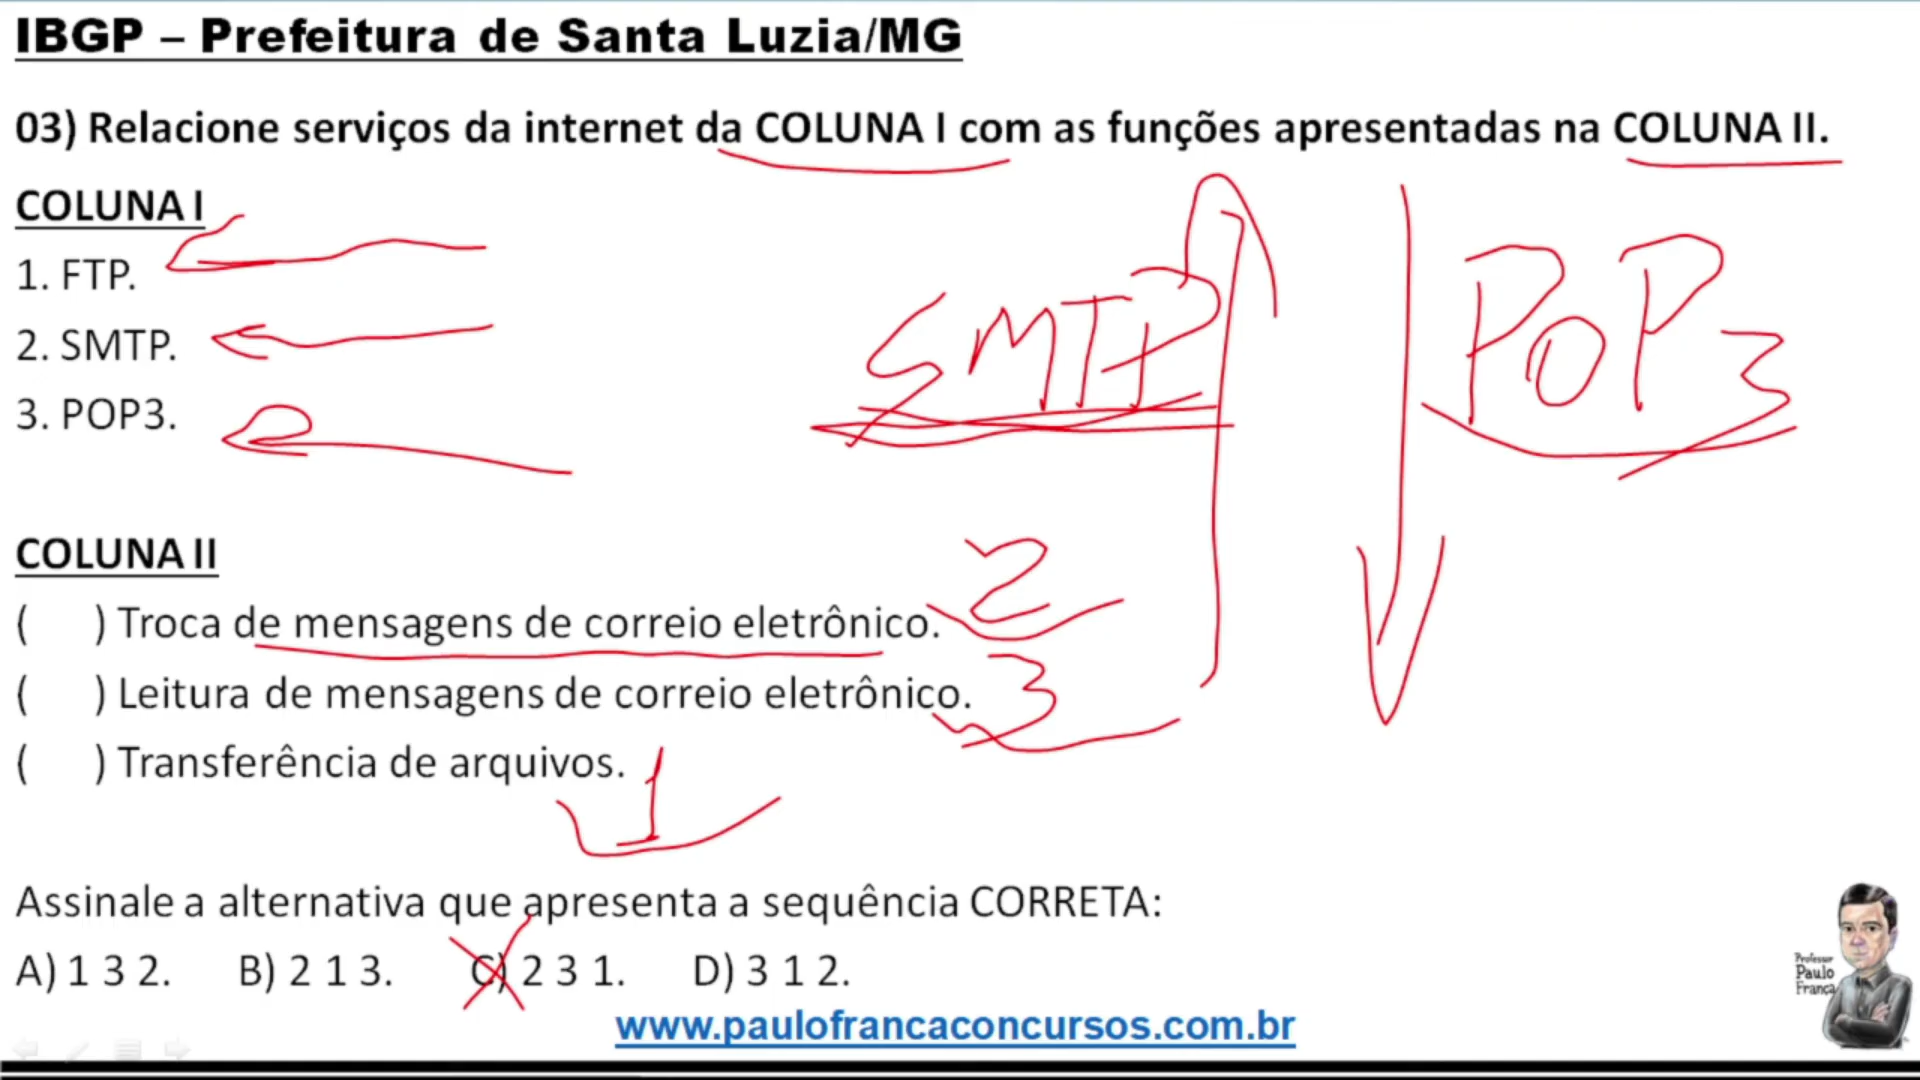 IBGP – Prefeitura de Santa Luzia/MG
03) Relacione serviços da internet da COLUNA I com as funções apresentadas na COLUNA II.
COLUNA I
1. FTP.
2. SMTP.
3. POP3.
SMTP
POP3
COLUNA II
( ) Troca de mensagens de correio eletrônico. 2
( ) Leitura de mensagens de correio eletrônico. 3
( ) Transferência de arquivos. 1
Assinale a alternativa que apresenta a sequência CORRETA:
A) 1 3 2. B) 2 1 3. C) 2 3 1. D) 3 1 2.
Professor
Paulo
França
www.paulofrancaconcursos.com.br